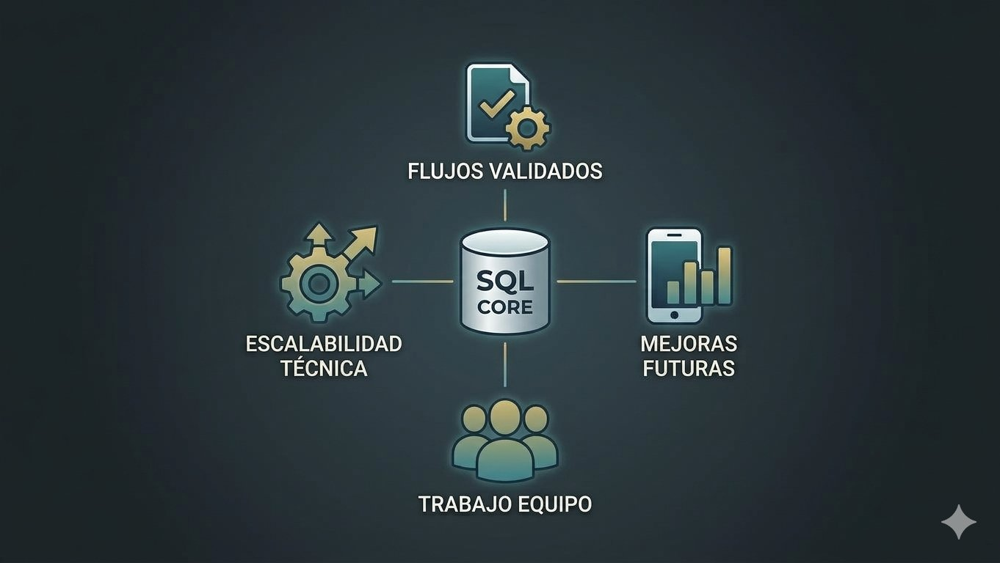 FLUJOS VALIDADOS
SQL
CORE
ESCALABILIDAD
TÉCNICA
MEJORAS
FUTURAS
TRABAJO EQUIPO